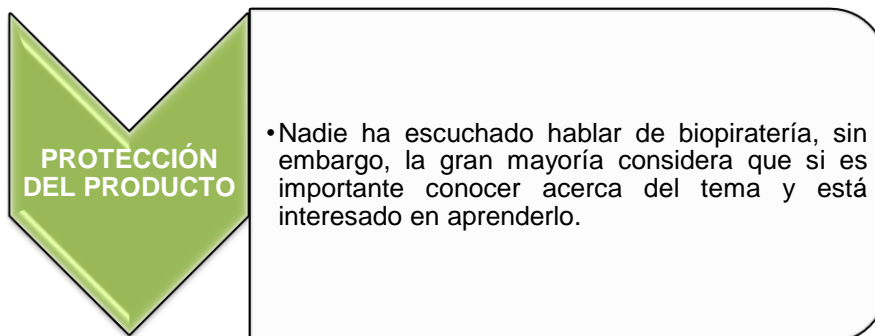 PROTECCIÓN
DEL PRODUCTO
•Nadie ha escuchado hablar de biopiratería, sin
embargo, la gran mayoría considera que si es
importante conocer acerca del tema y está
interesado en aprenderlo.